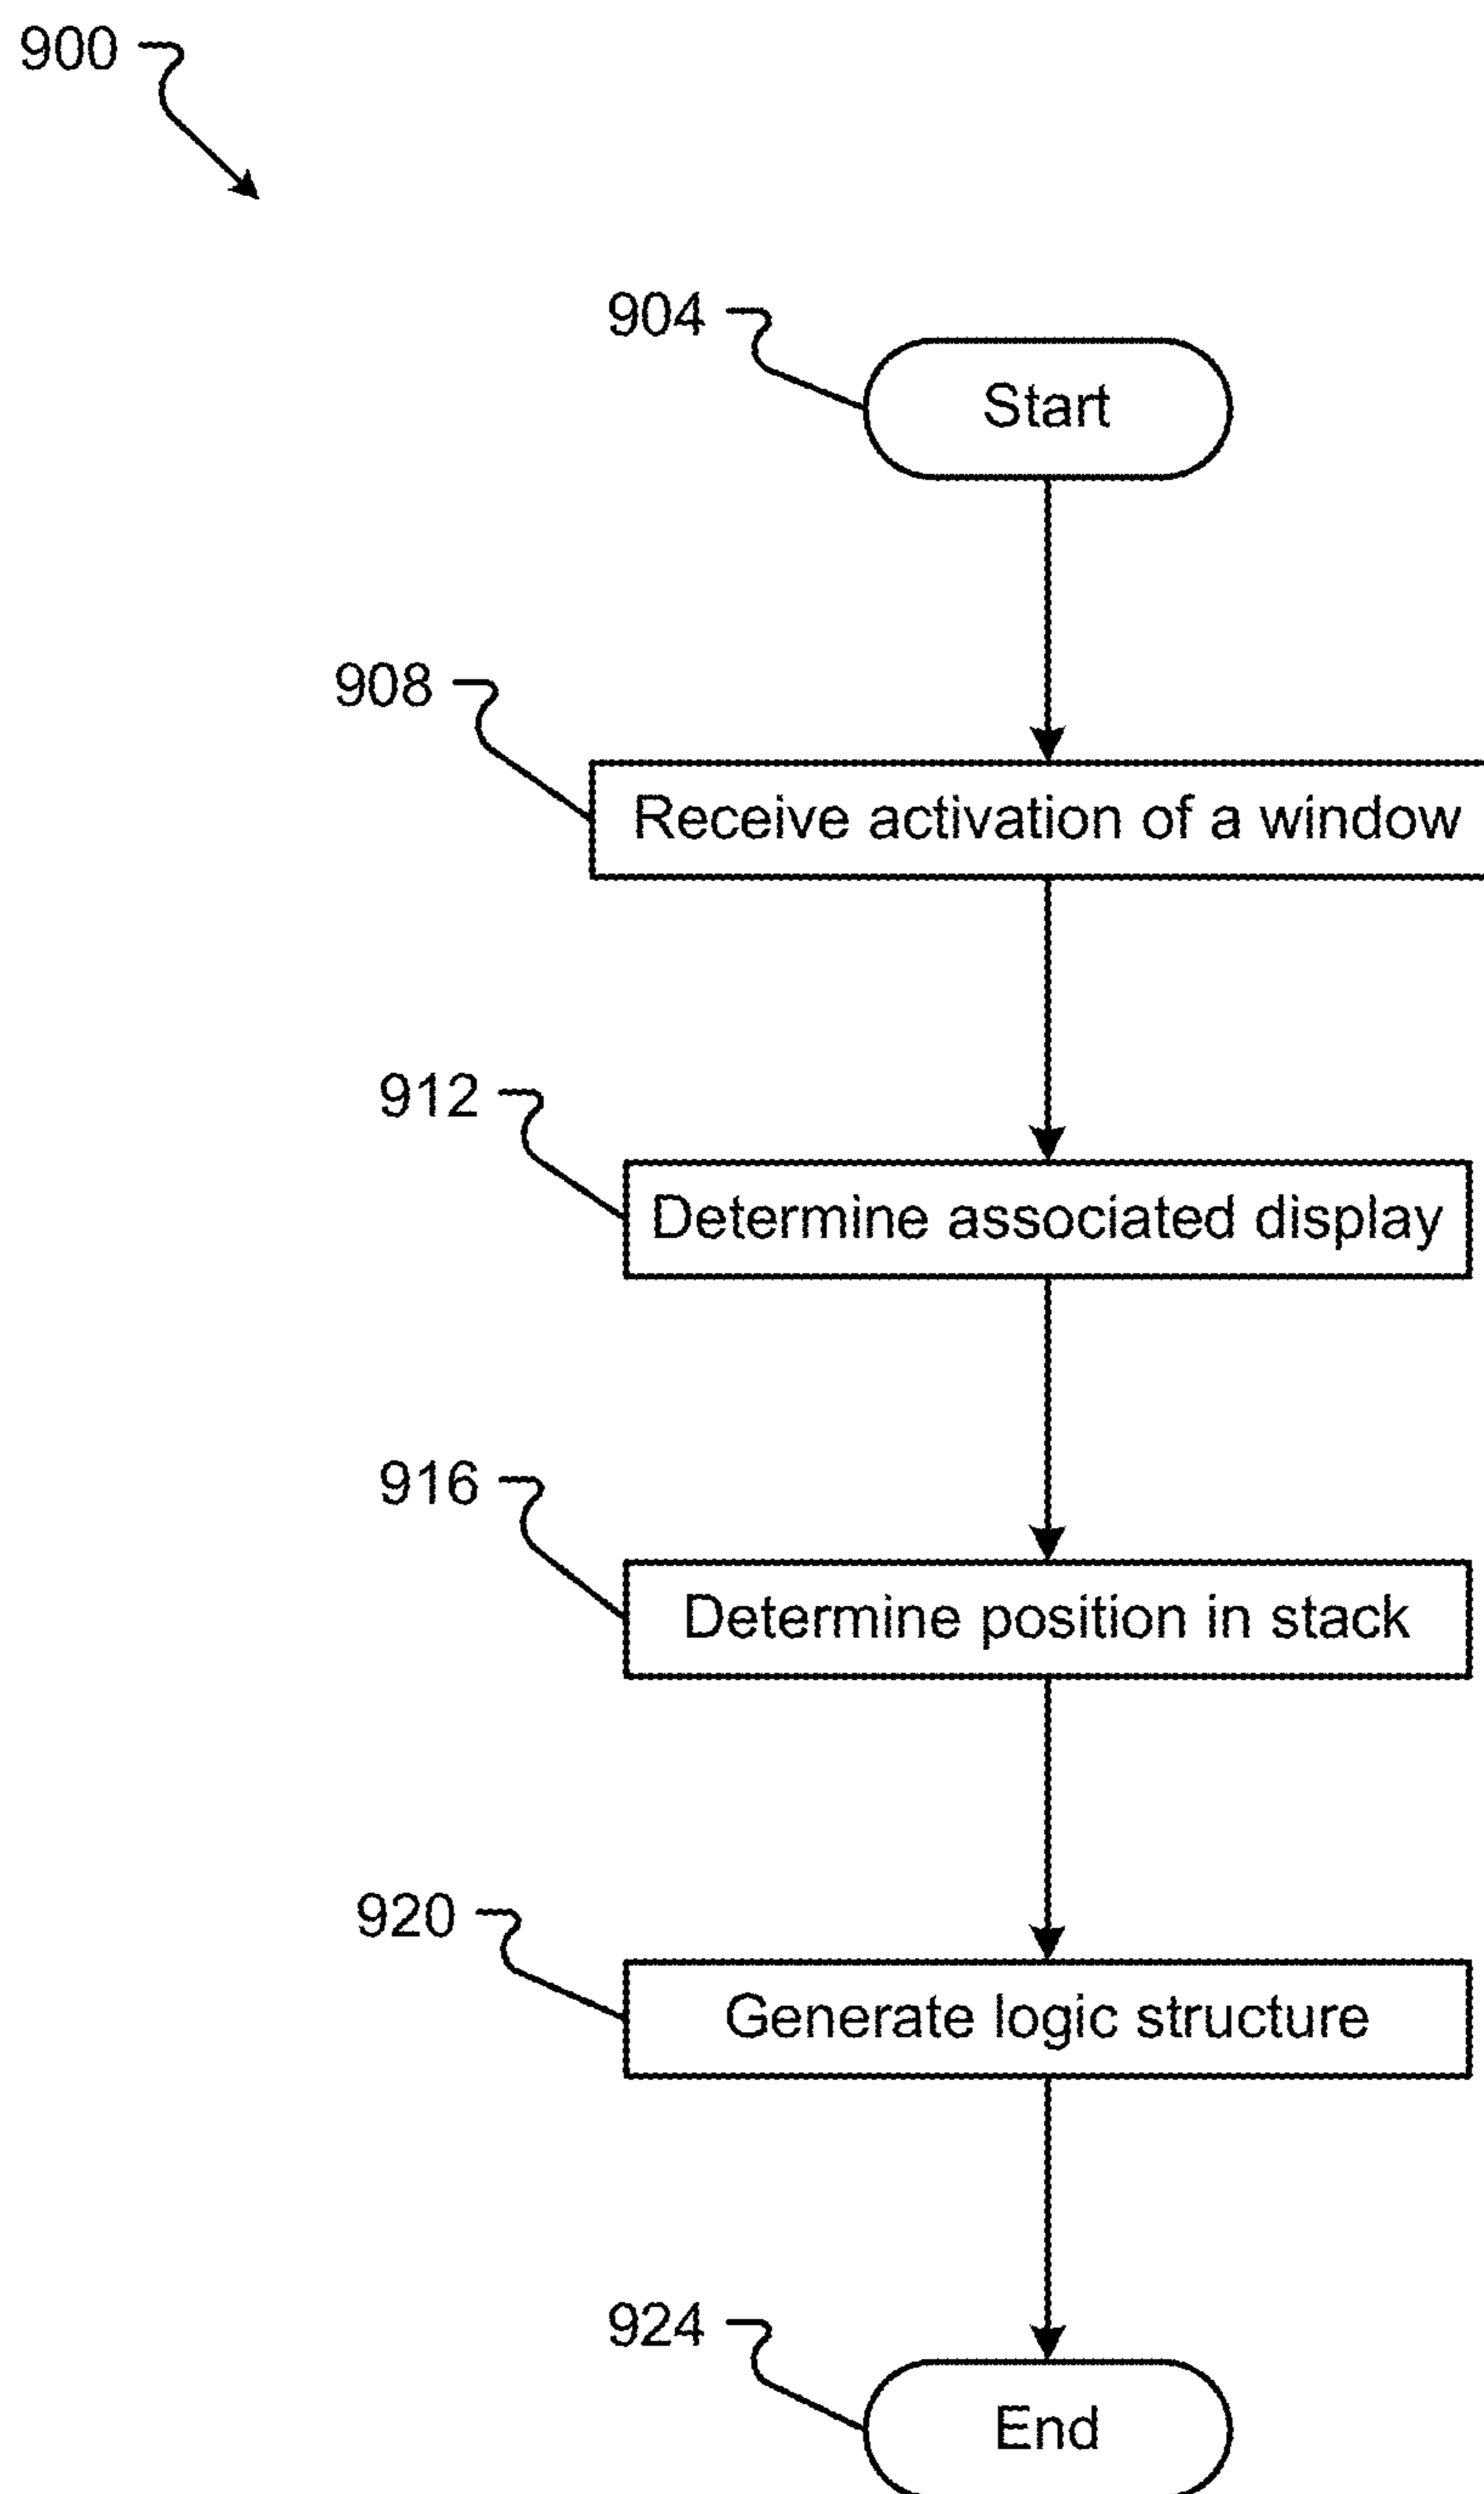 900
904
Start
908
Receive activation of a window
912
Determine associated display
916
Determine position in stack
920
Generate logic structure
924
End